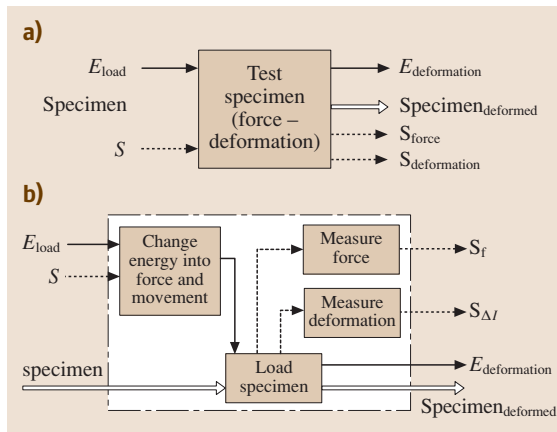 a)
E_load
Specimen
S
Test
specimen
(force –
deformation)
E_deformation
Specimen_deformed
S_force
S_deformation
b)
E_load
S
Change
energy into
force and
movement
Measure
force
Measure
deformation
S_f
S_Δl
specimen
Load
specimen
E_deformation
Specimen_deformed